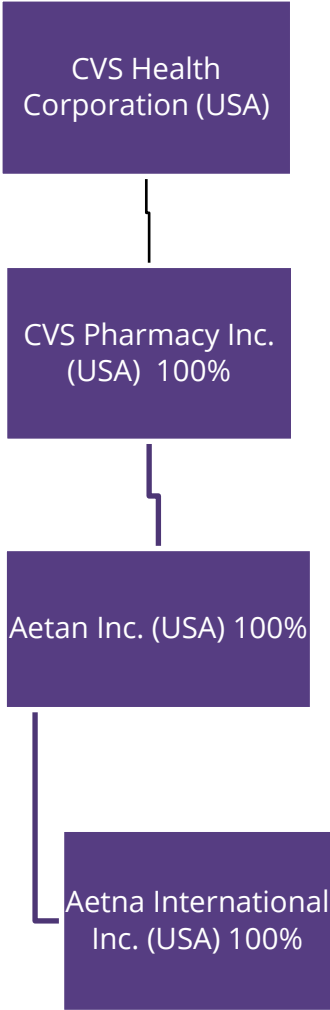 CVS Health
Corporation (USA)
CVS Pharmacy Inc.
(USA) 100%
Aetan Inc. (USA) 100%
Aetna International
Inc. (USA) 100%